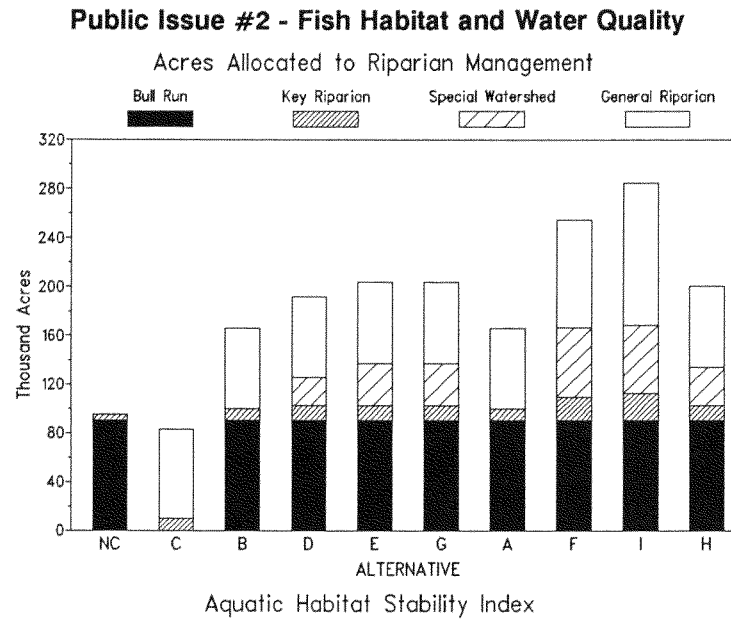 Public Issue #2 - Fish Habitat and Water Quality
Acres Allocated to Riparian Management
Bull Run Key Riparian Special Watershed General Riparian
320
280
240
200
160
120
80
40
0
Thousand Acres
NC C B D E G A F I H
ALTERNATIVE
Aquatic Habitat Stability Index